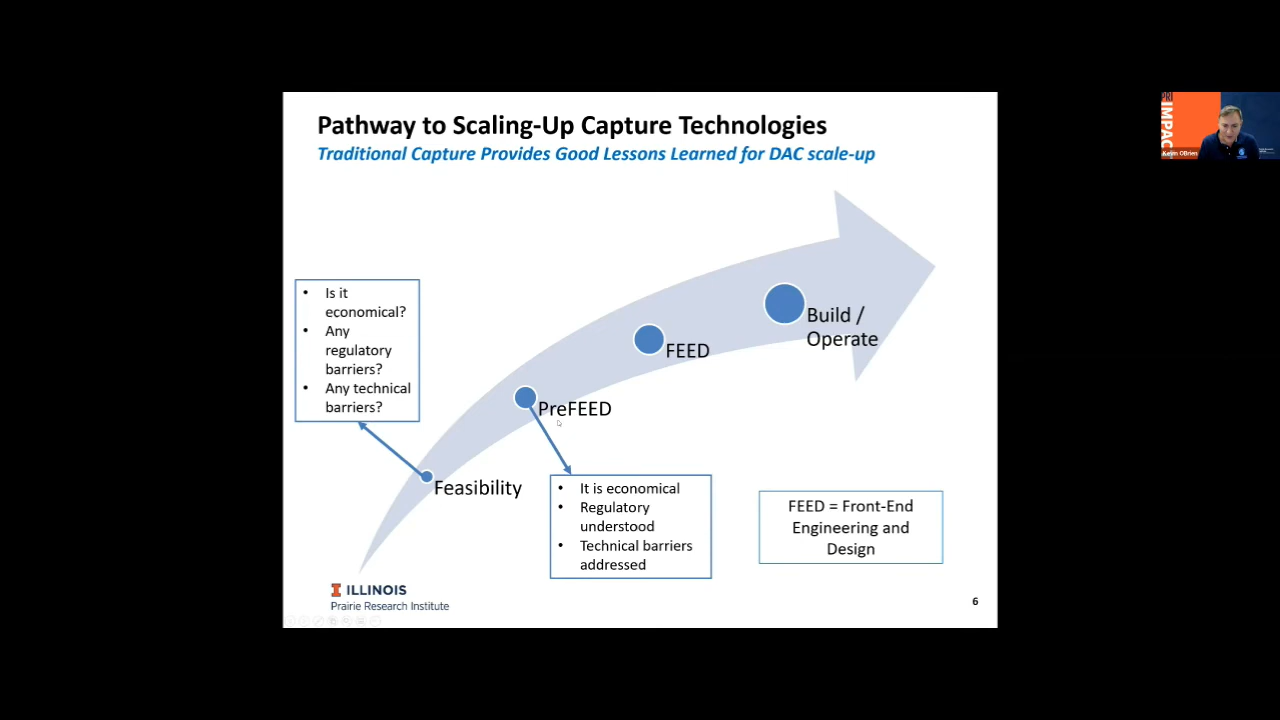 Pathway to Scaling-Up Capture Technologies
Traditional Capture Provides Good Lessons Learned for DAC scale-up
• Is it
economical?
• Any
regulatory
barriers?
• Any technical
barriers?
Feasibility
PreFEED
FEED
Build /
Operate
• It is economical
• Regulatory
understood
• Technical barriers
addressed
FEED = Front-End
Engineering and
Design
I ILLINOIS
Prairie Research Institute
6
PRI
IMPAC